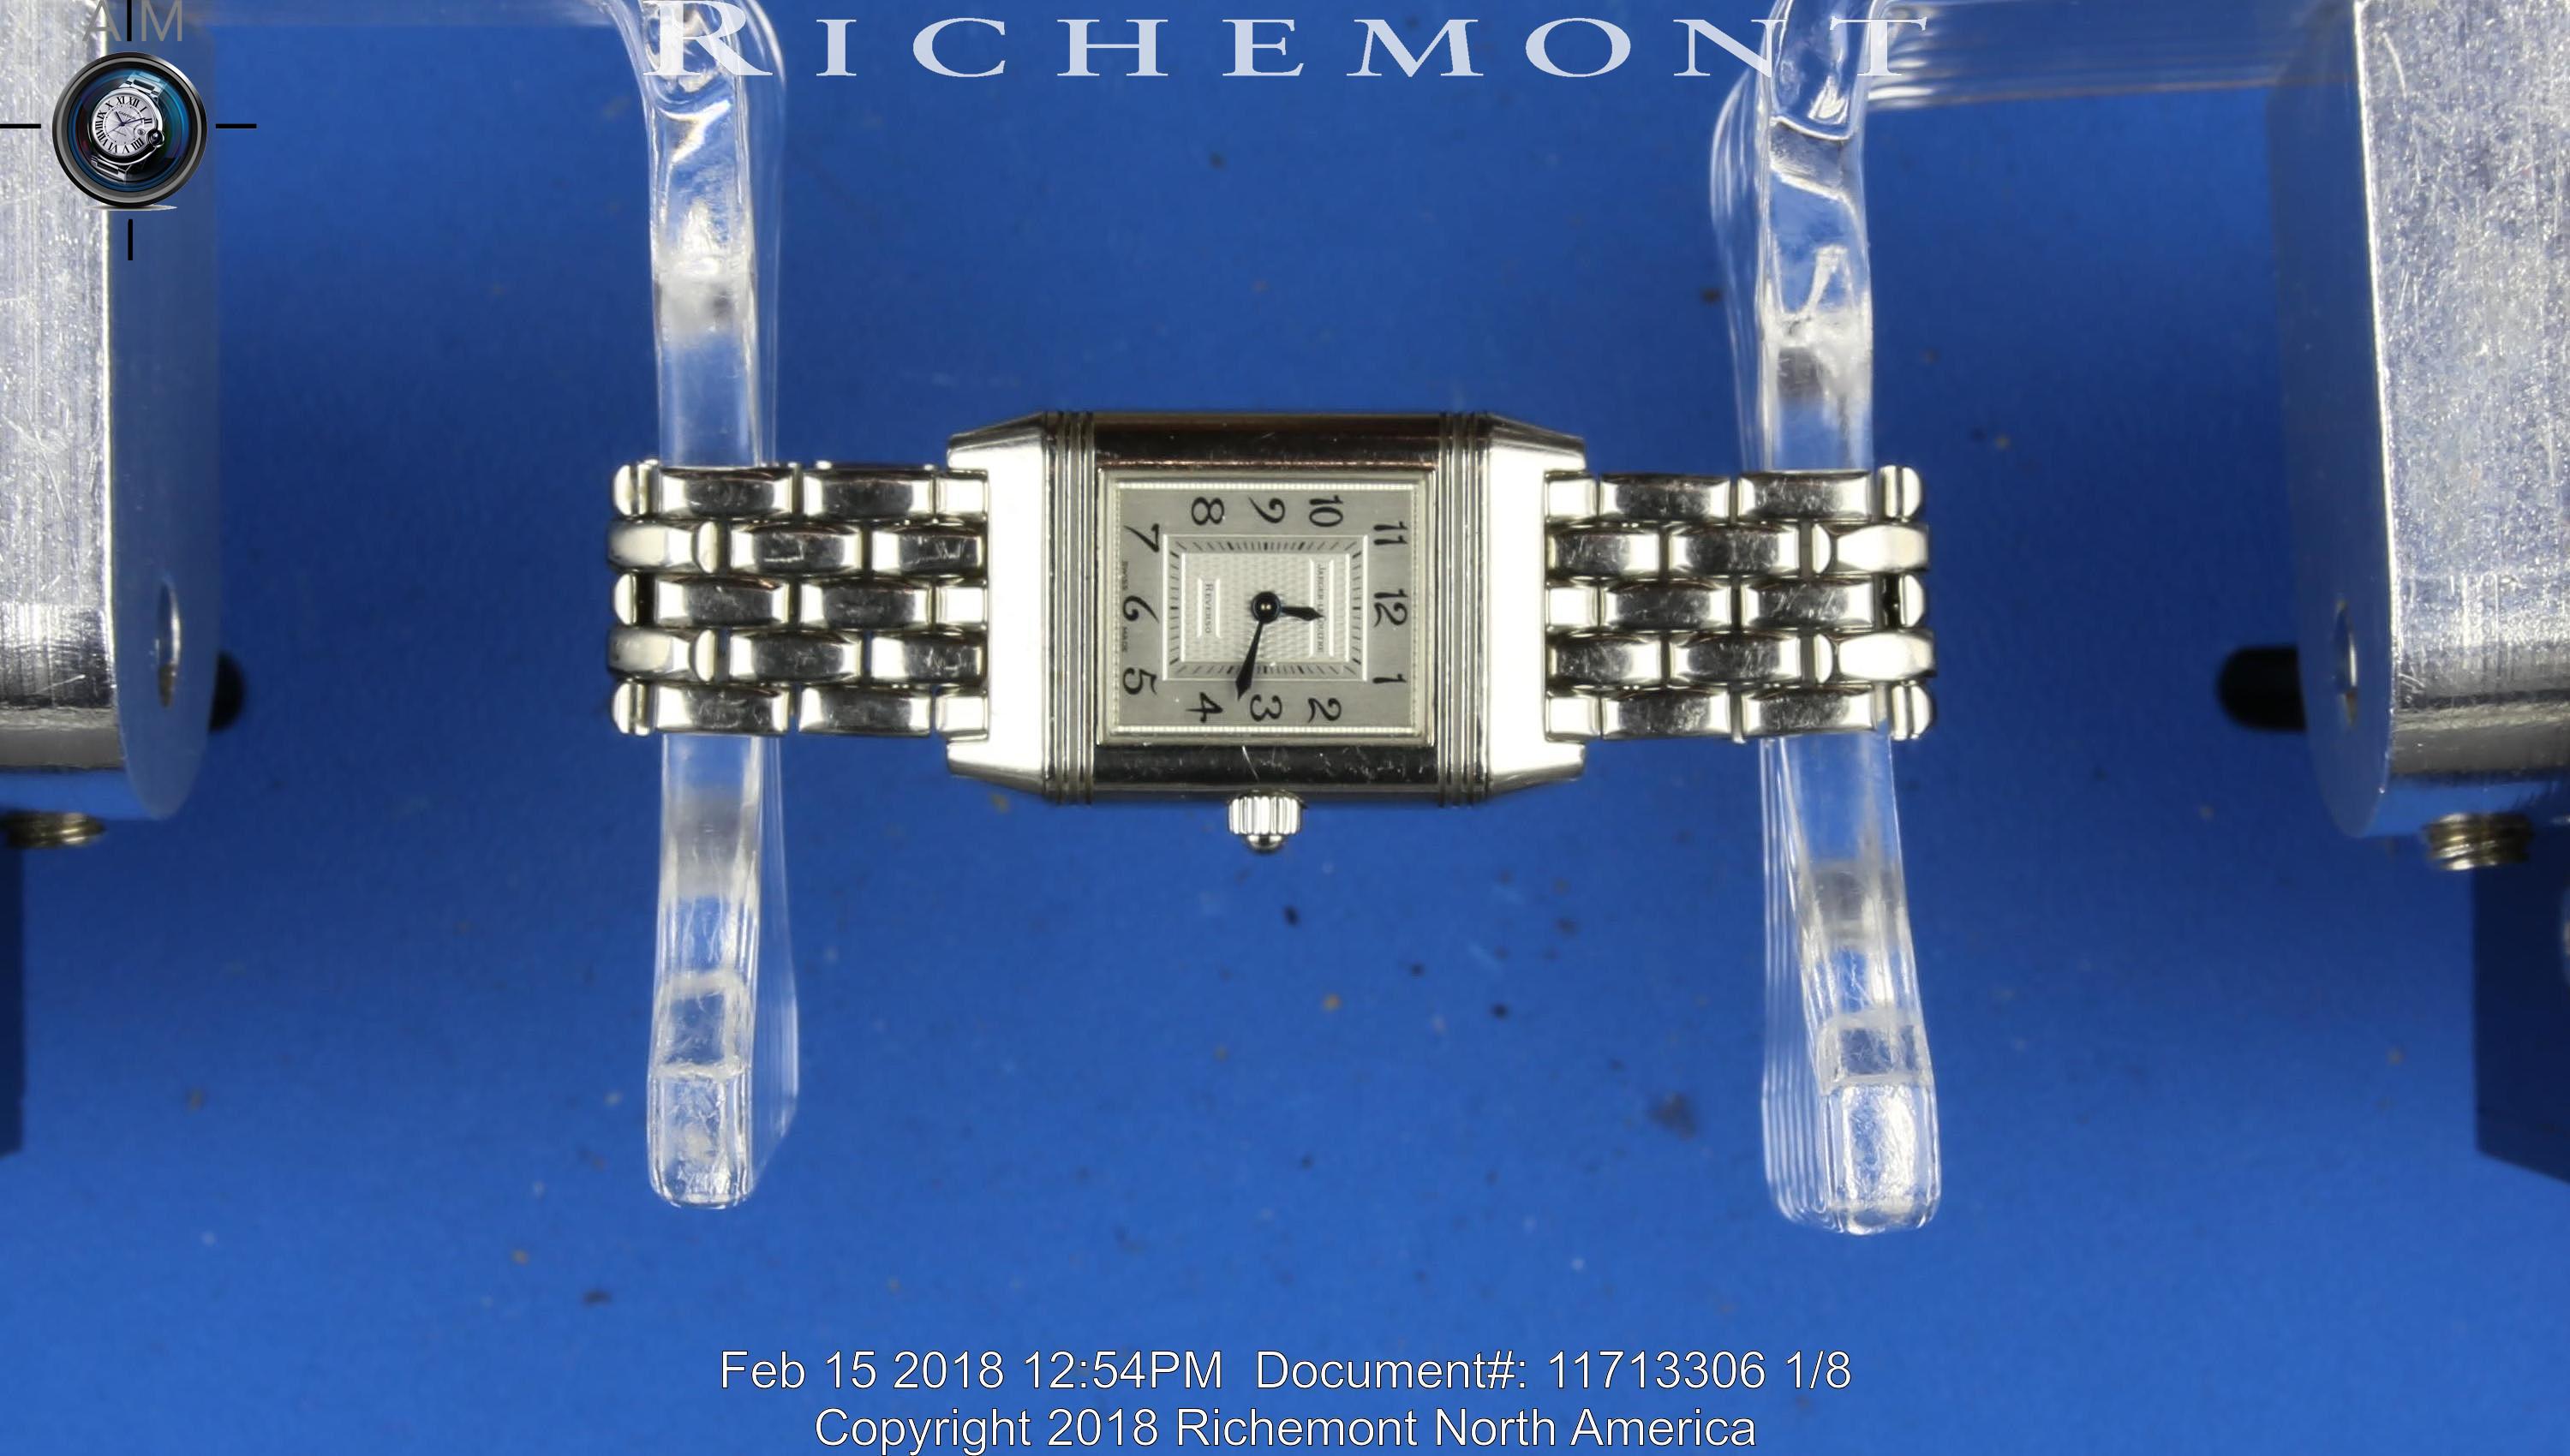 AM
RICHEMONT
10
9
8
11
7
JAEGER-LECOULTRE
REVERSO
SWISS MADE
12
6
1
5
2
3
4
Feb 15 2018 12:54PM Document#: 11713306 1/8
Copyright 2018 Richemont North America